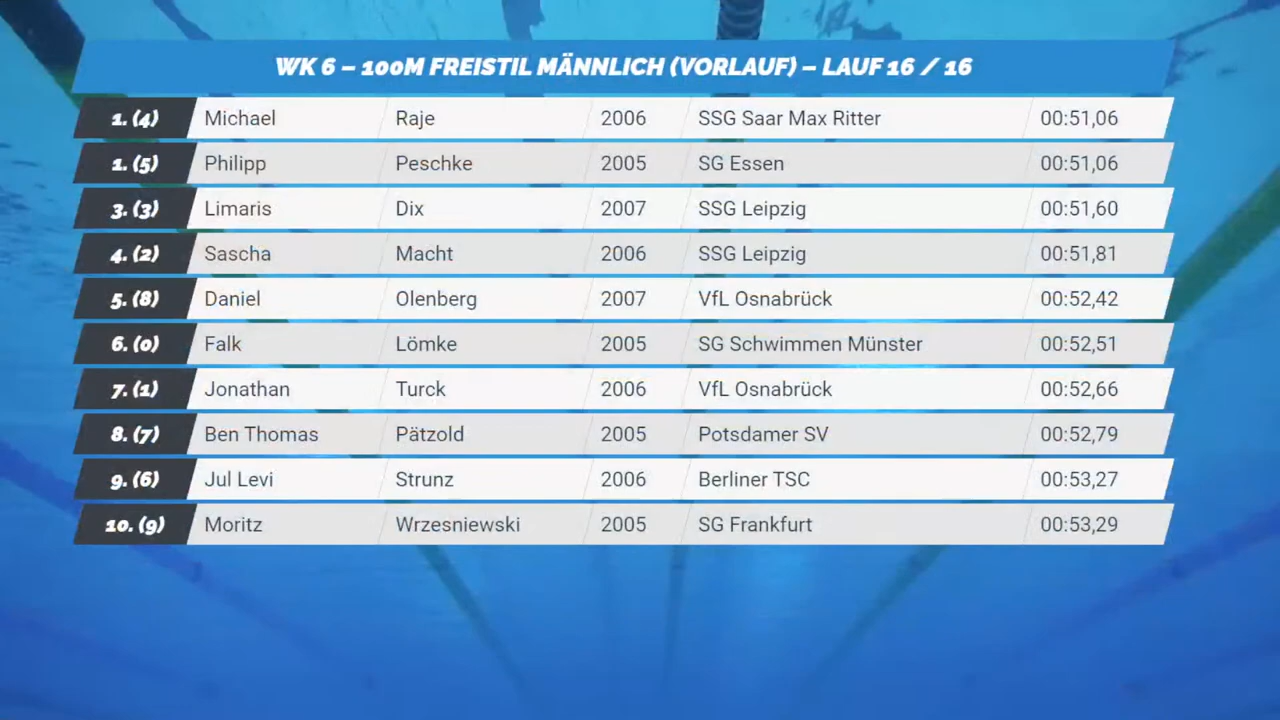 WK 6 – 100M FREISTIL MÄNNLICH (VORLAUF) – LAUF 16 / 16
1. (4) Michael Raje 2006 SSG Saar Max Ritter 00:51,06
1. (5) Philipp Peschke 2005 SG Essen 00:51,06
3. (3) Limaris Dix 2007 SSG Leipzig 00:51,60
4. (2) Sascha Macht 2006 SSG Leipzig 00:51,81
5. (8) Daniel Olenberg 2007 VfL Osnabrück 00:52,42
6. (0) Falk Lömke 2005 SG Schwimmen Münster 00:52,51
7. (1) Jonathan Turck 2006 VfL Osnabrück 00:52,66
8. (7) Ben Thomas Pätzold 2005 Potsdamer SV 00:52,79
9. (6) Jul Levi Strunz 2006 Berliner TSC 00:53,27
10. (9) Moritz Wrzesniewski 2005 SG Frankfurt 00:53,29